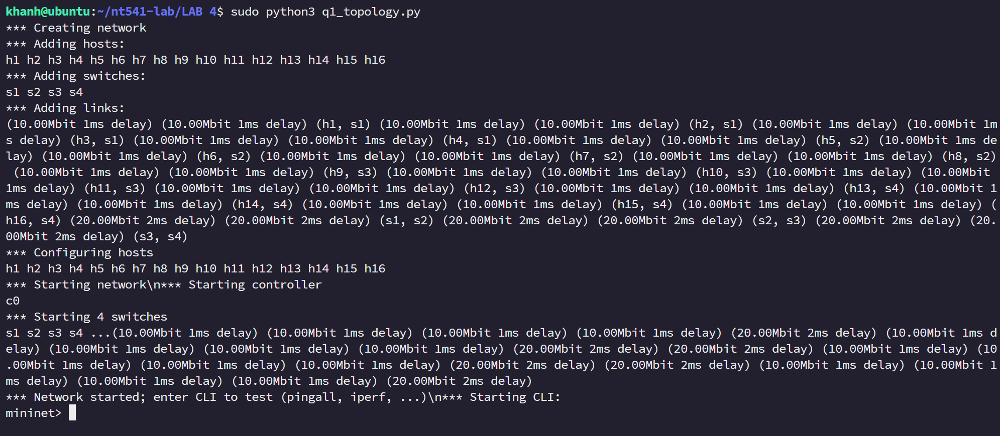 khanh@ubuntu:~/nt541-lab/LAB 4$ sudo python3 q1_topology.py
*** Creating network
*** Adding hosts:
h1 h2 h3 h4 h5 h6 h7 h8 h9 h10 h11 h12 h13 h14 h15 h16
*** Adding switches:
s1 s2 s3 s4
*** Adding links:
(10.00Mbit 1ms delay) (10.00Mbit 1ms delay) (h1, s1) (10.00Mbit 1ms delay) (10.00Mbit 1ms delay) (h2, s1) (10.00Mbit 1ms delay) (10.00Mbit 1m
s delay) (h3, s1) (10.00Mbit 1ms delay) (10.00Mbit 1ms delay) (h4, s1) (10.00Mbit 1ms delay) (10.00Mbit 1ms delay) (h5, s2) (10.00Mbit 1ms de
lay) (10.00Mbit 1ms delay) (h6, s2) (10.00Mbit 1ms delay) (10.00Mbit 1ms delay) (h7, s2) (10.00Mbit 1ms delay) (10.00Mbit 1ms delay) (h8, s2)
 (10.00Mbit 1ms delay) (10.00Mbit 1ms delay) (h9, s3) (10.00Mbit 1ms delay) (10.00Mbit 1ms delay) (h10, s3) (10.00Mbit 1ms delay) (10.00Mbit
1ms delay) (h11, s3) (10.00Mbit 1ms delay) (10.00Mbit 1ms delay) (h12, s3) (10.00Mbit 1ms delay) (10.00Mbit 1ms delay) (h13, s4) (10.00Mbit 1
ms delay) (10.00Mbit 1ms delay) (h14, s4) (10.00Mbit 1ms delay) (10.00Mbit 1ms delay) (h15, s4) (10.00Mbit 1ms delay) (10.00Mbit 1ms delay) (
h16, s4) (20.00Mbit 2ms delay) (20.00Mbit 2ms delay) (s1, s2) (20.00Mbit 2ms delay) (20.00Mbit 2ms delay) (s2, s3) (20.00Mbit 2ms delay) (20.
00Mbit 2ms delay) (s3, s4)
*** Configuring hosts
h1 h2 h3 h4 h5 h6 h7 h8 h9 h10 h11 h12 h13 h14 h15 h16
*** Starting network\n*** Starting controller
c0
*** Starting 4 switches
s1 s2 s3 s4 ...(10.00Mbit 1ms delay) (10.00Mbit 1ms delay) (10.00Mbit 1ms delay) (10.00Mbit 1ms delay) (20.00Mbit 2ms delay) (10.00Mbit 1ms d
elay) (10.00Mbit 1ms delay) (10.00Mbit 1ms delay) (10.00Mbit 1ms delay) (20.00Mbit 2ms delay) (20.00Mbit 2ms delay) (10.00Mbit 1ms delay) (10
.00Mbit 1ms delay) (10.00Mbit 1ms delay) (10.00Mbit 1ms delay) (20.00Mbit 2ms delay) (20.00Mbit 2ms delay) (10.00Mbit 1ms delay) (10.00Mbit 1
ms delay) (10.00Mbit 1ms delay) (10.00Mbit 1ms delay) (20.00Mbit 2ms delay)
*** Network started; enter CLI to test (pingall, iperf, ...)\n*** Starting CLI:
mininet>